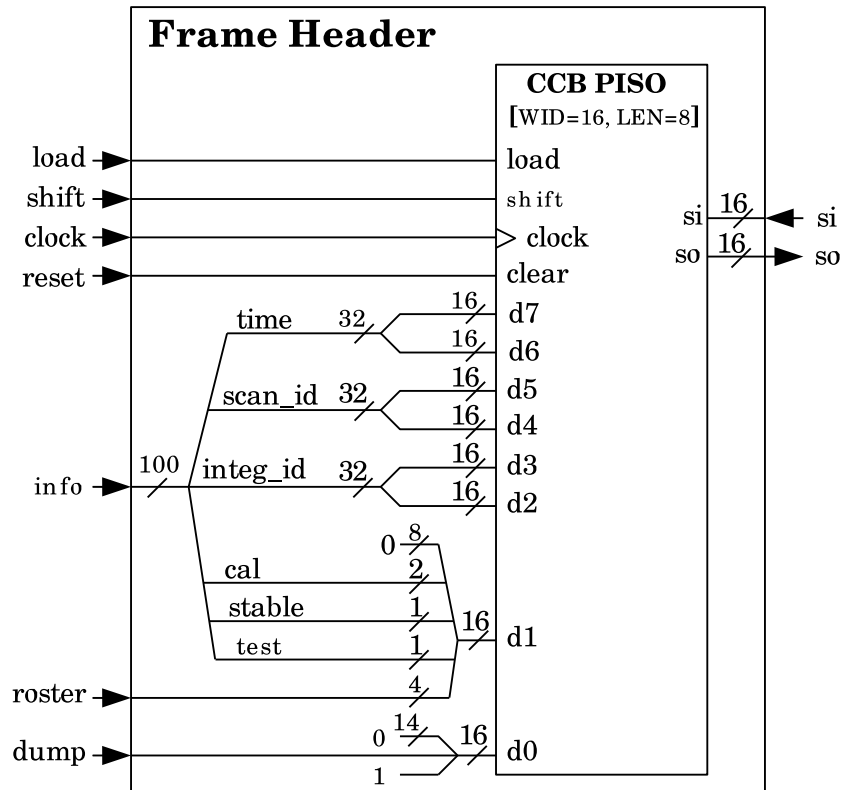 Frame Header
CCB PISO
[WID=16, LEN=8]
load load
shift shift
si 16 si
clock clock
so 16 so
reset clear
time 32 16 d7
16 d6
scan_id 32 16 d5
16 d4
info 100 integ_id 32 16 d3
16 d2
0 8
cal 2
stable 1
16 d1
test 1
roster 4
0 14
dump 16 d0
1